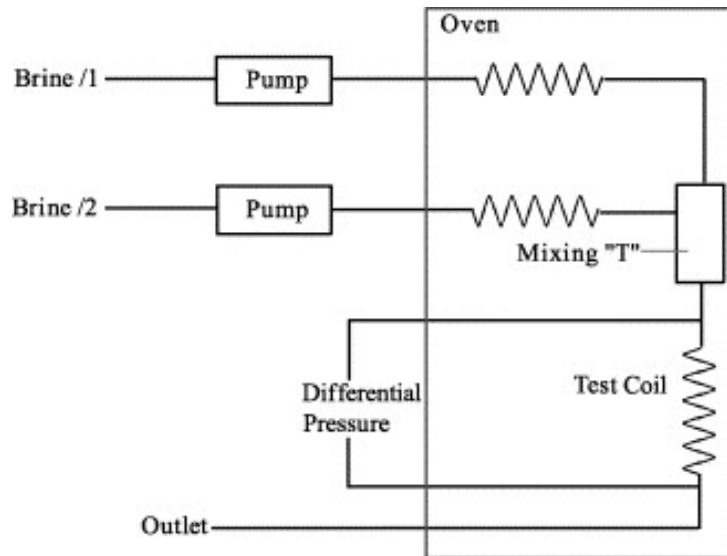 Oven
Brine /1
Pump
Brine /2
Pump
Mixing "T"
Differential
Pressure
Test Coil
Outlet